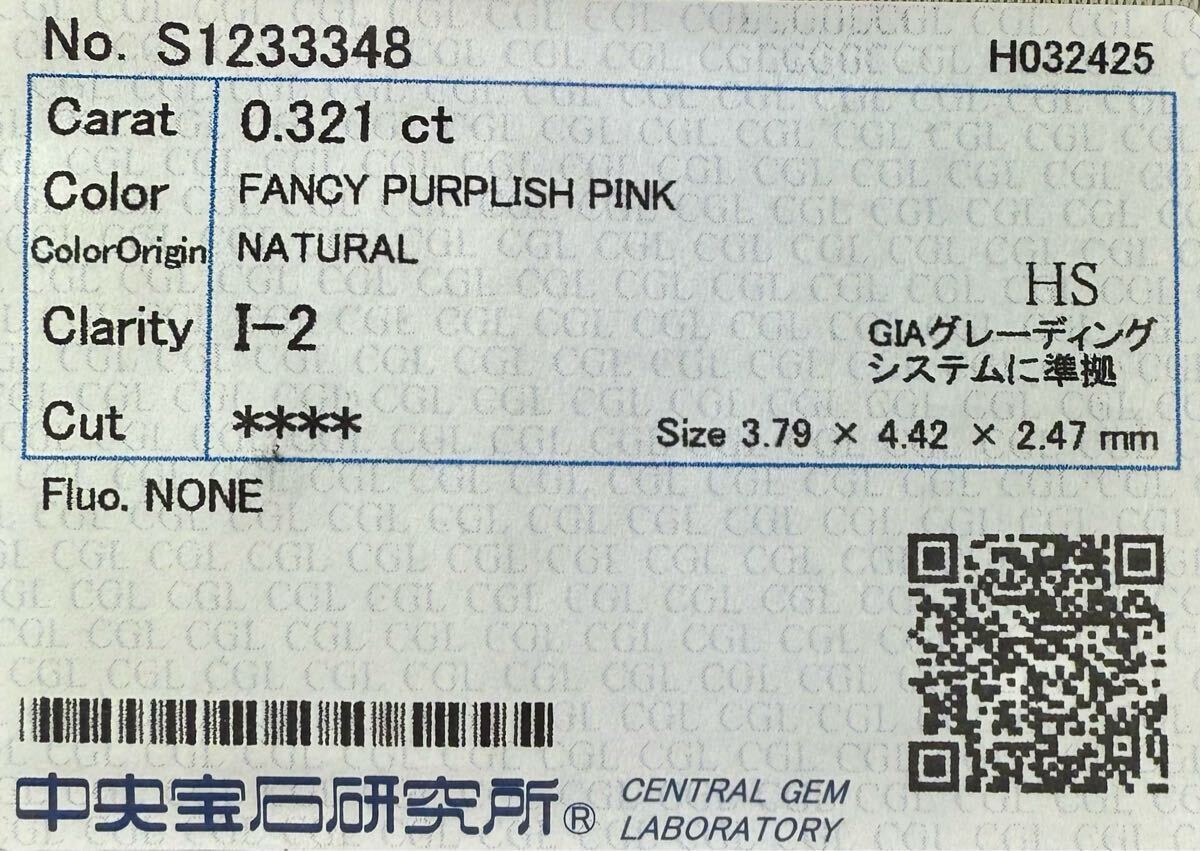 No. S1233348
H032425
Carat 0.321 ct
Color FANCY PURPLISH PINK
ColorOrigin NATURAL
HS
Clarity I-2
GIAグレーディング
システムに準拠
Cut ****
Size 3.79 × 4.42 × 2.47 mm
Fluo. NONE
中央宝石研究所®
CENTRAL GEM
LABORATORY